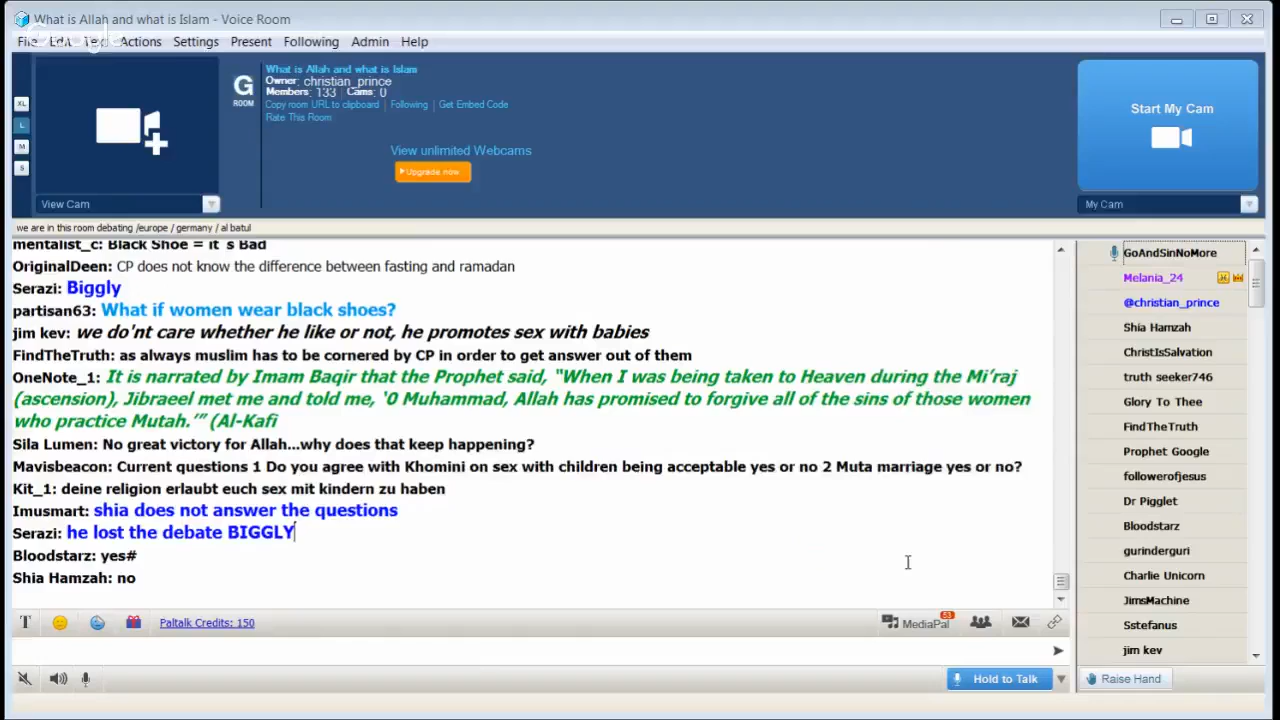 What is Allah and what is Islam - Voice Room
Google
File Edit Text Actions Settings Present Following Admin Help
What is Allah and what is Islam
G
ROOM
Owner: christian_prince
Members: 133 Cams: 0
Copy room URL to clipboard | Following | Get Embed Code
Rate This Room
View unlimited Webcams
Upgrade now
Start My Cam
XL
L
M
S
View Cam
My Cam
we are in this room debating /europe / germany / al batul
mentalist_c: Black Shoe = it's Bad
OriginalDeen: CP does not know the difference between fasting and ramadan
Serazi: Biggly
partisan63: What if women wear black shoes?
jim kev: we do'nt care whether he like or not, he promotes sex with babies
FindTheTruth: as always muslim has to be cornered by CP in order to get answer out of them
OneNote_1: It is narrated by Imam Baqir that the Prophet said, “When I was being taken to Heaven during the Mi’raj
(ascension), Jibraeel met me and told me, ‘0 Muhammad, Allah has promised to forgive all of the sins of those women
who practice Mutah.’” (Al-Kafi
Sila Lumen: No great victory for Allah...why does that keep happening?
Mavisbeacon: Current questions 1 Do you agree with Khomini on sex with children being acceptable yes or no 2 Muta marriage yes or no?
Kit_1: deine religion erlaubt euch sex mit kindern zu haben
Imusmart: shia does not answer the questions
Serazi: he lost the debate BIGGLY
Bloodstarz: yes#
Shia Hamzah: no
GoAndSinNoMore
Melania_24
@christian_prince
Shia Hamzah
ChristIsSalvation
truth seeker746
Glory To Thee
FindTheTruth
Prophet Google
followerofjesus
Dr Pigglet
Bloodstarz
gurinderguri
Charlie Unicorn
JimsMachine
Sstefanus
jim kev
T
Paltalk Credits: 150
MediaPal
53
Hold to Talk
Raise Hand